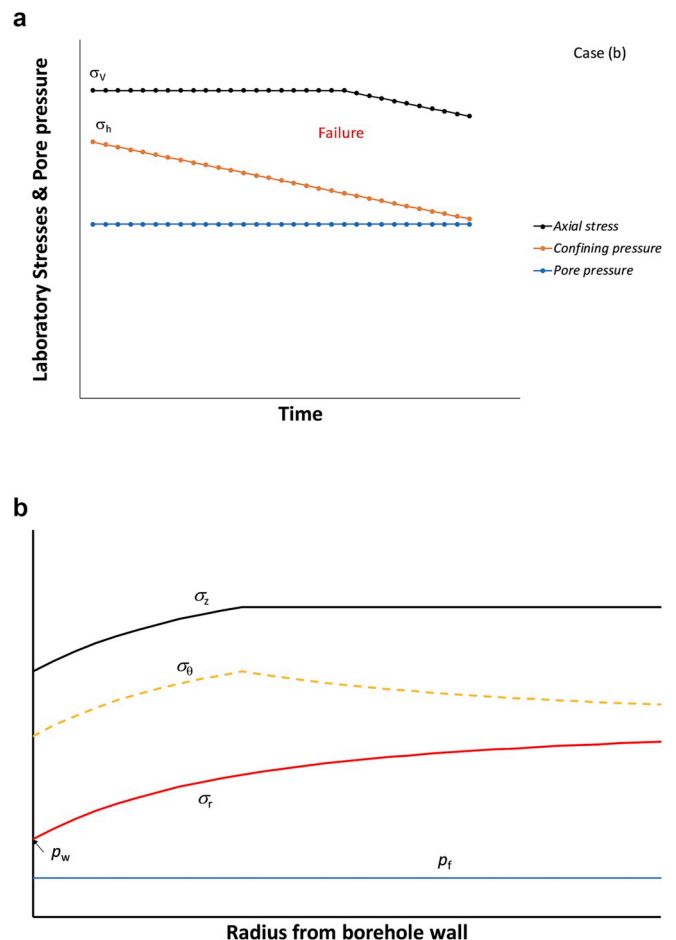 a
Case (b)
σV
σh
Failure
Laboratory Stresses & Pore pressure
Axial stress
Confining pressure
Pore pressure
Time
b
σz
σθ
σr
pw
pf
Radius from borehole wall